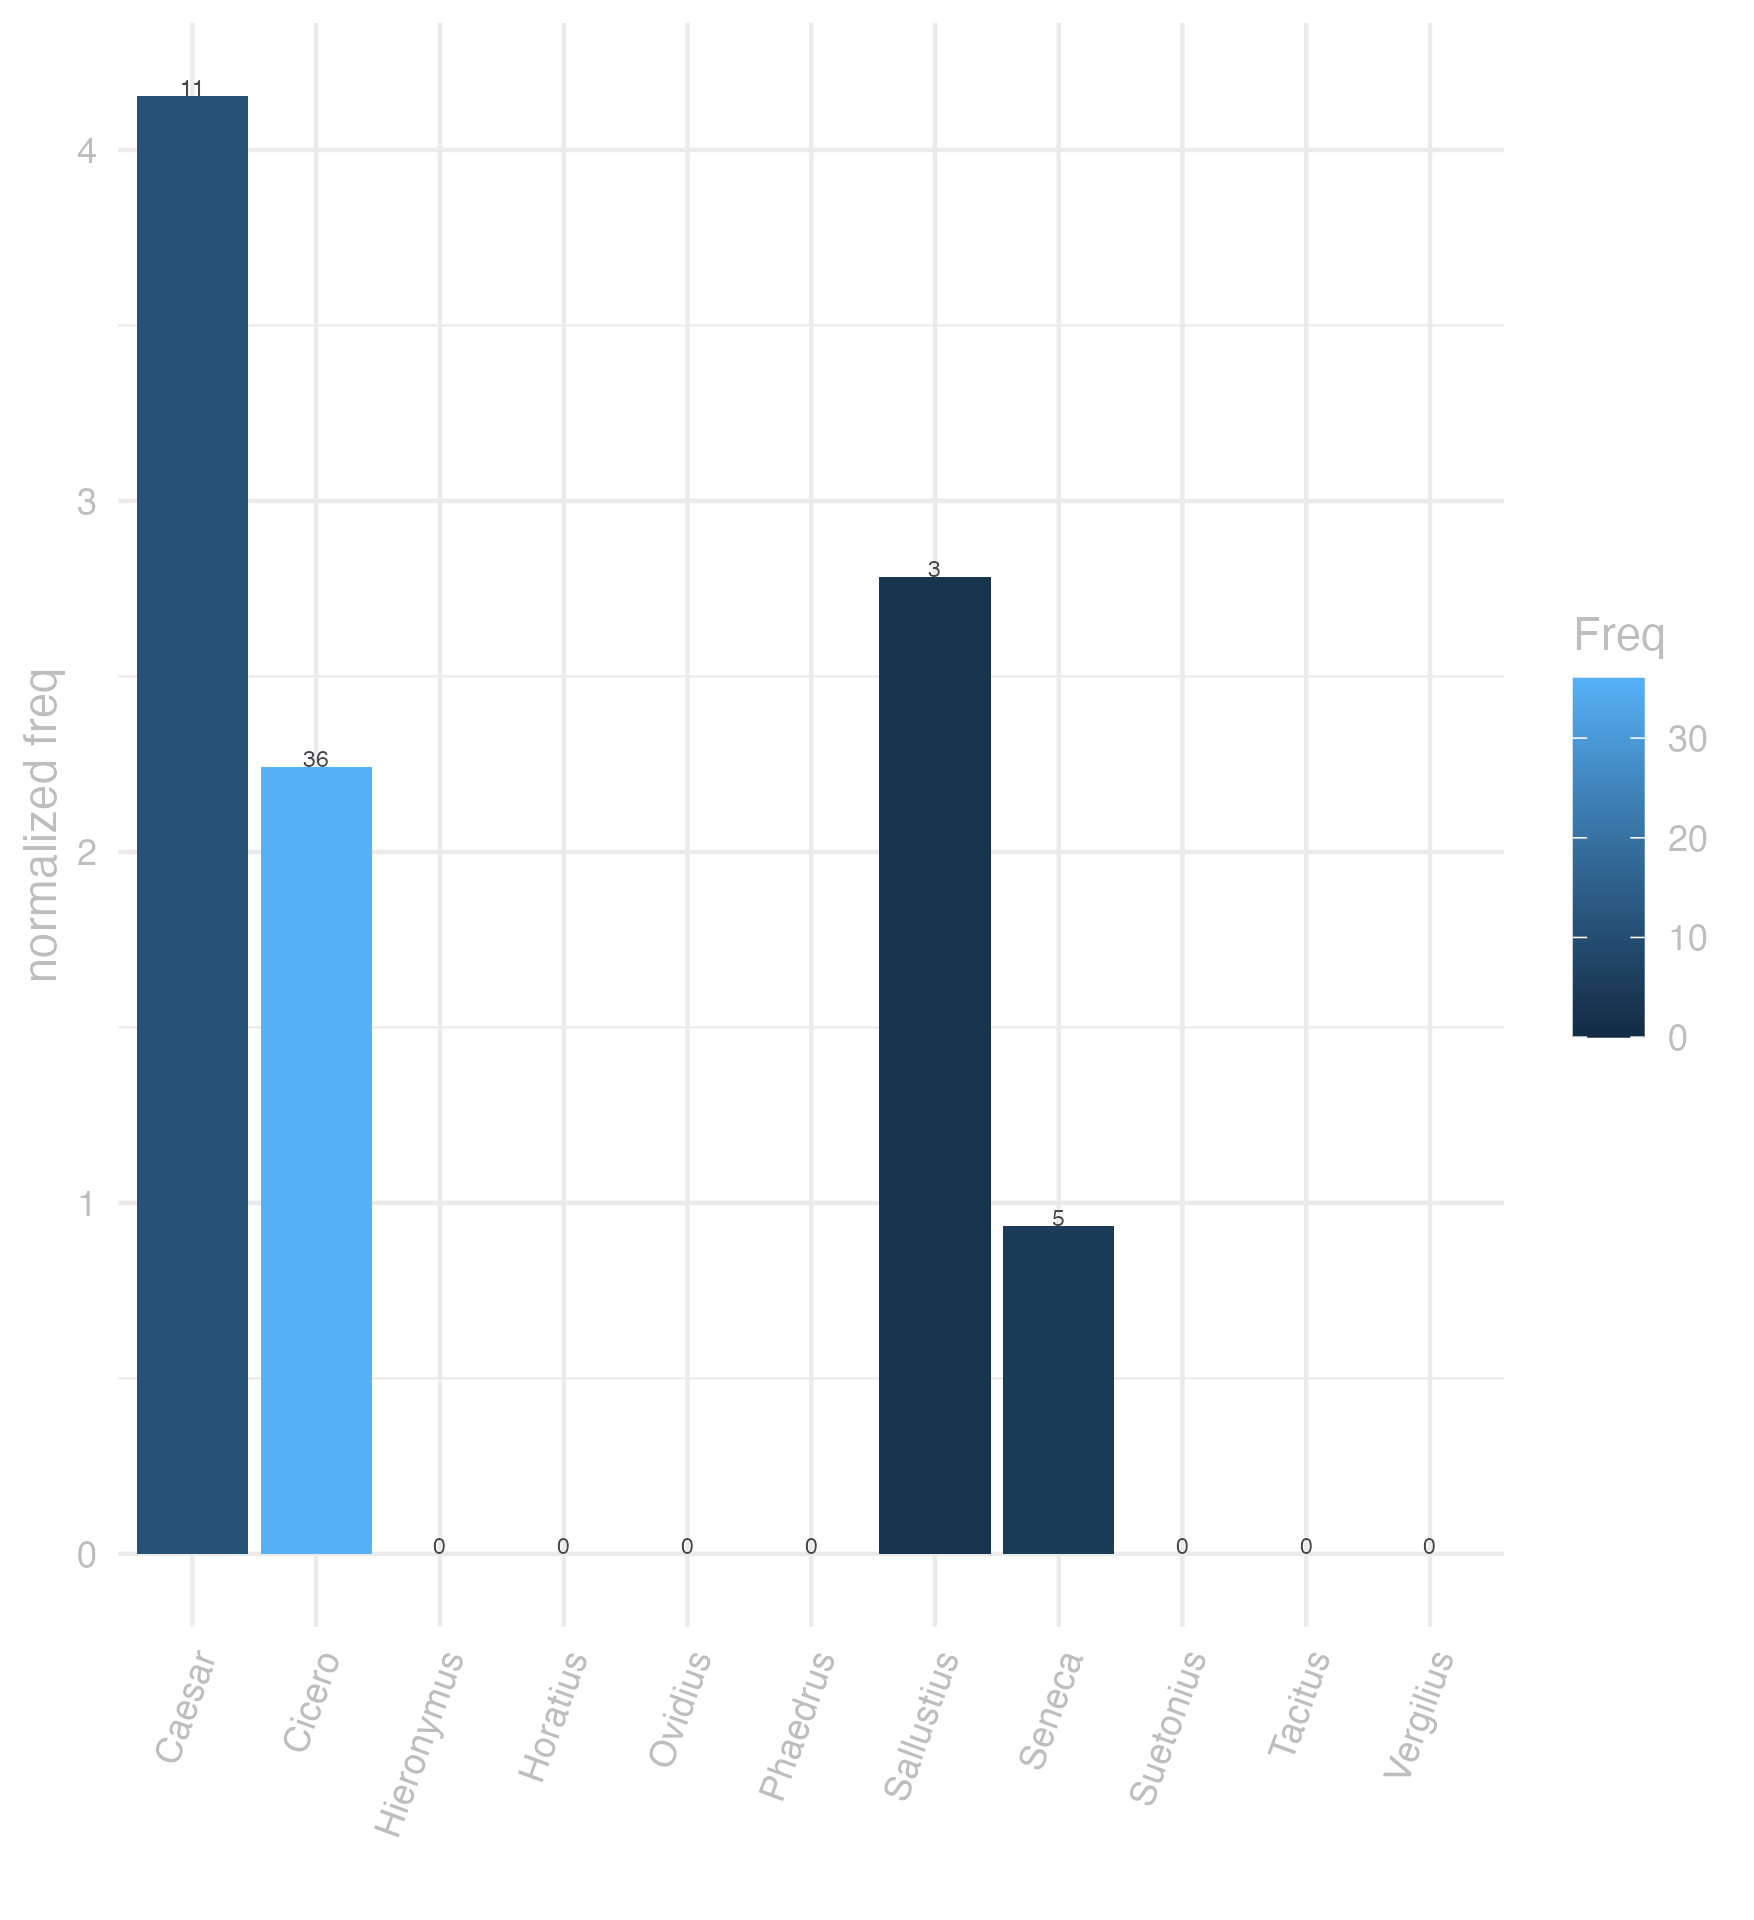 normalized freq
4
3
2
1
0
11
36
0
0
0
0
3
5
0
0
0
Caesar
Cicero
Hieronymus
Horatius
Ovidius
Phaedrus
Sallustius
Seneca
Suetonius
Tacitus
Vergilius
Freq
30
20
10
0